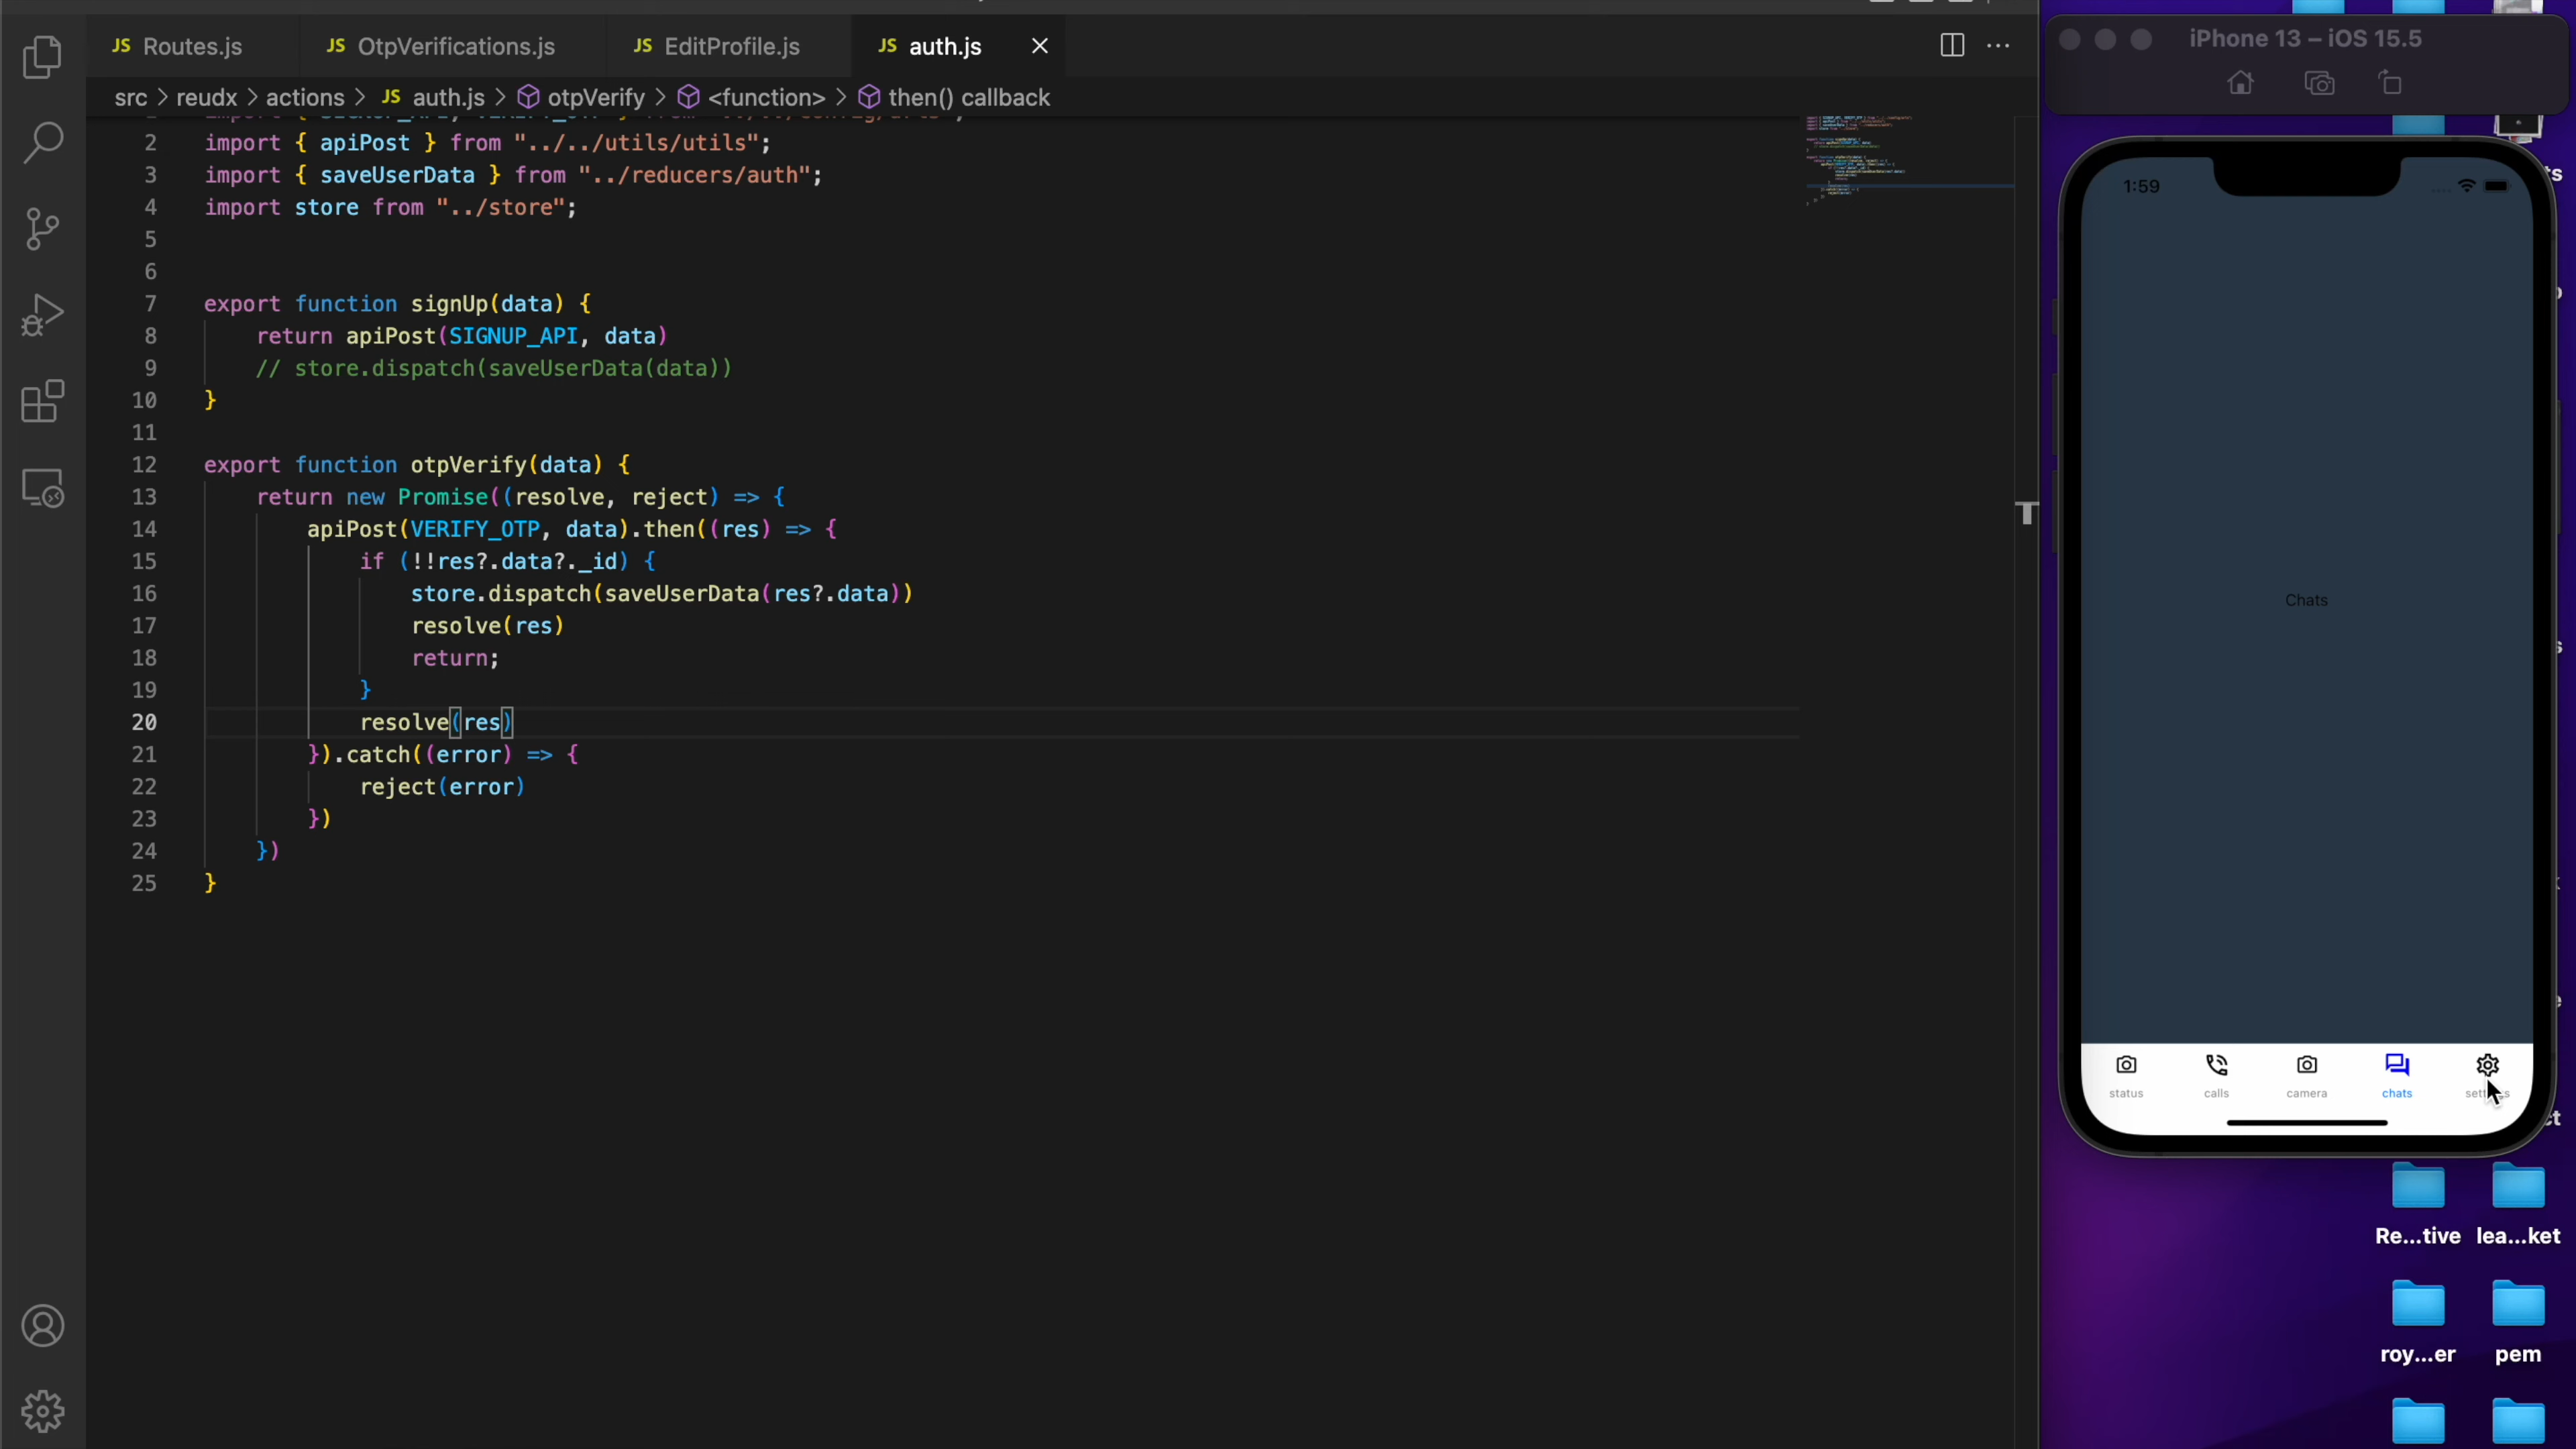 JS Routes.js JS OtpVerifications.js JS EditProfile.js JS auth.js
src > reudx > actions > JS auth.js > otpVerify > <function> > then() callback
2 import { apiPost } from "../../utils/utils";
3 import { saveUserData } from "../reducers/auth";
4 import store from "../store";
5
6
7 export function signUp(data) {
8 return apiPost(SIGNUP_API, data)
9 // store.dispatch(saveUserData(data))
10 }
11
12 export function otpVerify(data) {
13 return new Promise((resolve, reject) => {
14 apiPost(VERIFY_OTP, data).then((res) => {
15 if (!!res?.data?._id) {
16 store.dispatch(saveUserData(res?.data))
17 resolve(res)
18 return;
19 }
20 resolve(res)
21 }).catch((error) => {
22 reject(error)
23 })
24 })
25 }
iPhone 13 – iOS 15.5
1:59
Chats
status calls camera chats
Re...tive lea...ket
roy...er pem